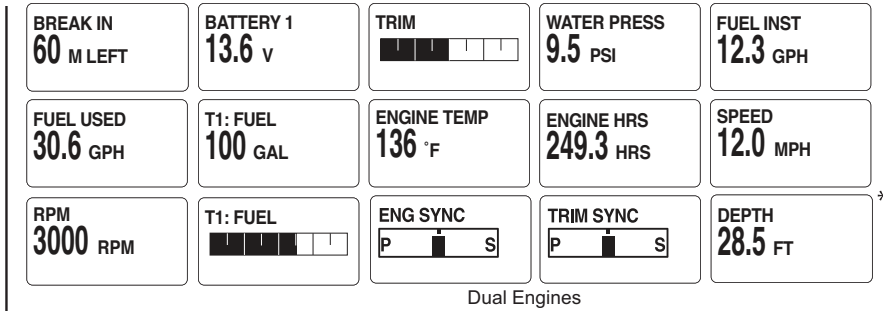 BREAK IN
60 M LEFT
BATTERY 1
13.6 V
TRIM
WATER PRESS
9.5 PSI
FUEL INST
12.3 GPH
FUEL USED
30.6 GPH
T1: FUEL
100 GAL
ENGINE TEMP
136 °F
ENGINE HRS
249.3 HRS
SPEED
12.0 MPH
RPM
3000 RPM
T1: FUEL
ENG SYNC
P S
TRIM SYNC
P S
DEPTH
28.5 FT
Dual Engines